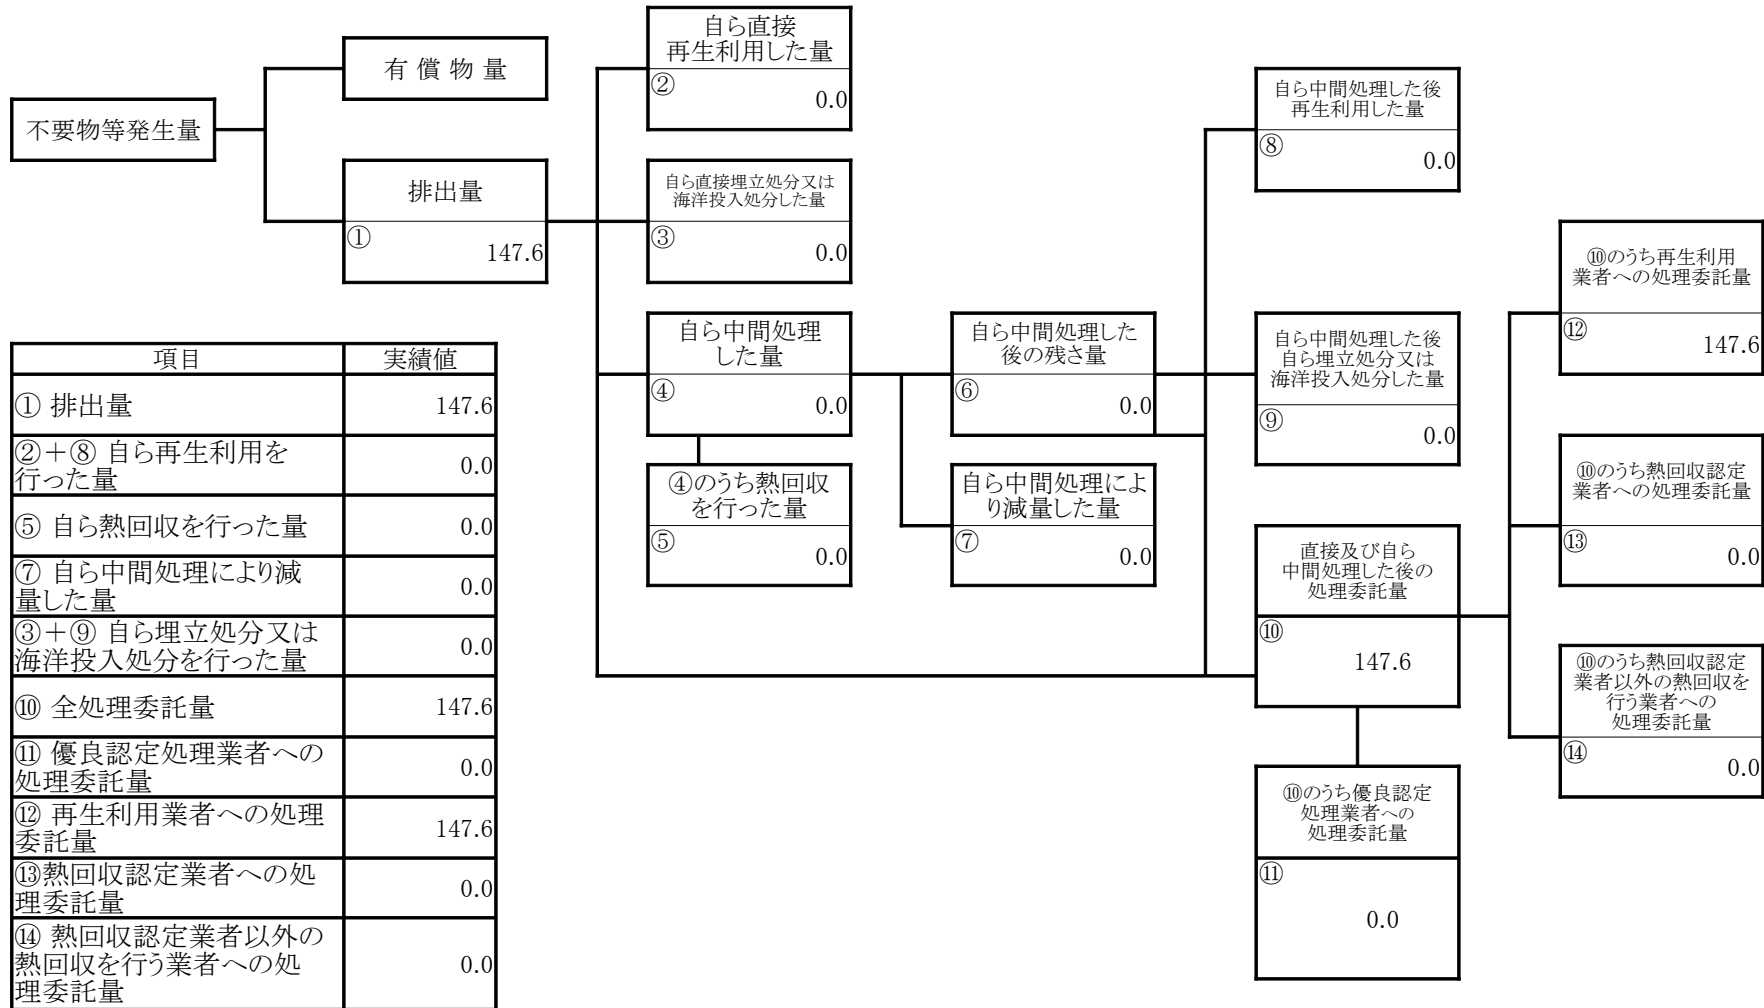 不要物等発生量
有 償 物 量
排出量
①
147.6
自ら直接
再生利用した量
②
0.0
自ら直接埋立処分又は
海洋投入処分した量
③
0.0
自ら中間処理
した量
④
0.0
④のうち熱回収
を行った量
⑤
0.0
自ら中間処理した
後の残さ量
⑥
0.0
自ら中間処理によ
り減量した量
⑦
0.0
自ら中間処理した後
再生利用した量
⑧
0.0
自ら中間処理した後
自ら埋立処分又は
海洋投入処分した量
⑨
0.0
直接及び自ら
中間処理した後の
処理委託量
⑩
147.6
⑩のうち優良認定
処理業者への
処理委託量
⑪
0.0
⑩のうち再生利用
業者への処理委託量
⑫
147.6
⑩のうち熱回収認定
業者への処理委託量
⑬
0.0
⑩のうち熱回収認定
業者以外の熱回収を
行う業者への
処理委託量
⑭
0.0
項目 実績値
① 排出量 147.6
②＋⑧ 自ら再生利用を
行った量 0.0
⑤ 自ら熱回収を行った量 0.0
⑦ 自ら中間処理により減
量した量 0.0
③＋⑨ 自ら埋立処分又は
海洋投入処分を行った量 0.0
⑩ 全処理委託量 147.6
⑪ 優良認定処理業者への
処理委託量 0.0
⑫ 再生利用業者への処理
委託量 147.6
⑬熱回収認定業者への処
理委託量 0.0
⑭ 熱回収認定業者以外の
熱回収を行う業者への処
理委託量 0.0